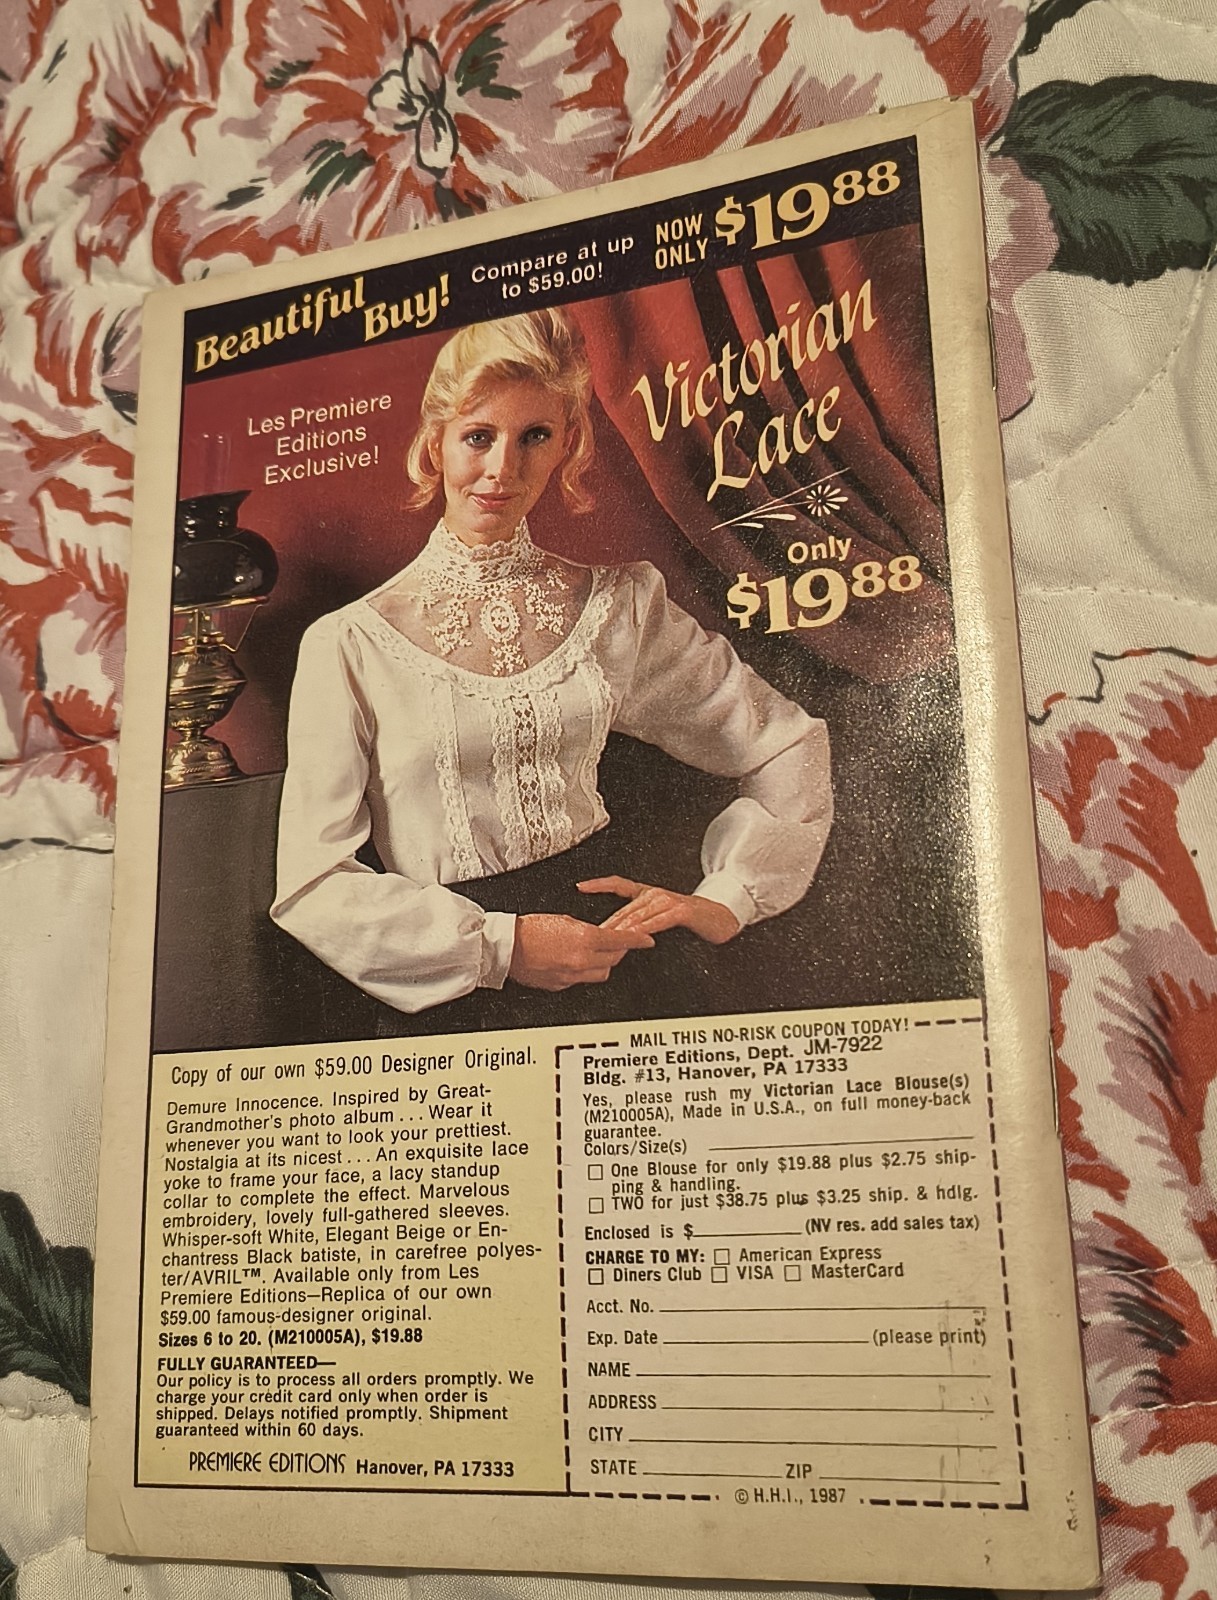 Beautiful
Buy!
Compare at up
to $59.00!
NOW
ONLY
$19 88
Les Premiere
Editions
Exclusive!
Victorian
Lace
Only
$19 88
Copy of our own $59.00 Designer Original.
Demure Innocence. Inspired by Great-
Grandmother's photo album . . . Wear it
whenever you want to look your prettiest.
Nostalgia at its nicest . . . An exquisite lace
yoke to frame your face, a lacy standup
collar to complete the effect. Marvelous
embroidery, lovely full-gathered sleeves.
Whisper-soft White, Elegant Beige or En-
chantress Black batiste, in carefree polyes-
ter/AVRIL™. Available only from Les
Premiere Editions—Replica of our own
$59.00 famous-designer original.
Sizes 6 to 20. (M210005A), $19.88
FULLY GUARANTEED—
Our policy is to process all orders promptly. We
charge your credit card only when order is
shipped. Delays notified promptly. Shipment
guaranteed within 60 days.
PREMIERE EDITIONS Hanover, PA 17333
MAIL THIS NO-RISK COUPON TODAY!
Premiere Editions, Dept. JM-7922
Bldg. #13, Hanover, PA 17333
Yes, please rush my Victorian Lace Blouse(s)
(M210005A), Made in U.S.A., on full money-back
guarantee.
Colors/Size(s)
One Blouse for only $19.88 plus $2.75 ship-
ping & handling.
TWO for just $38.75 plus $3.25 ship. & hdlg.
Enclosed is $ (NV res. add sales tax)
CHARGE TO MY: American Express
Diners Club VISA MasterCard
Acct. No.
Exp. Date (please print)
NAME
ADDRESS
CITY
STATE ZIP
© H.H.I., 1987